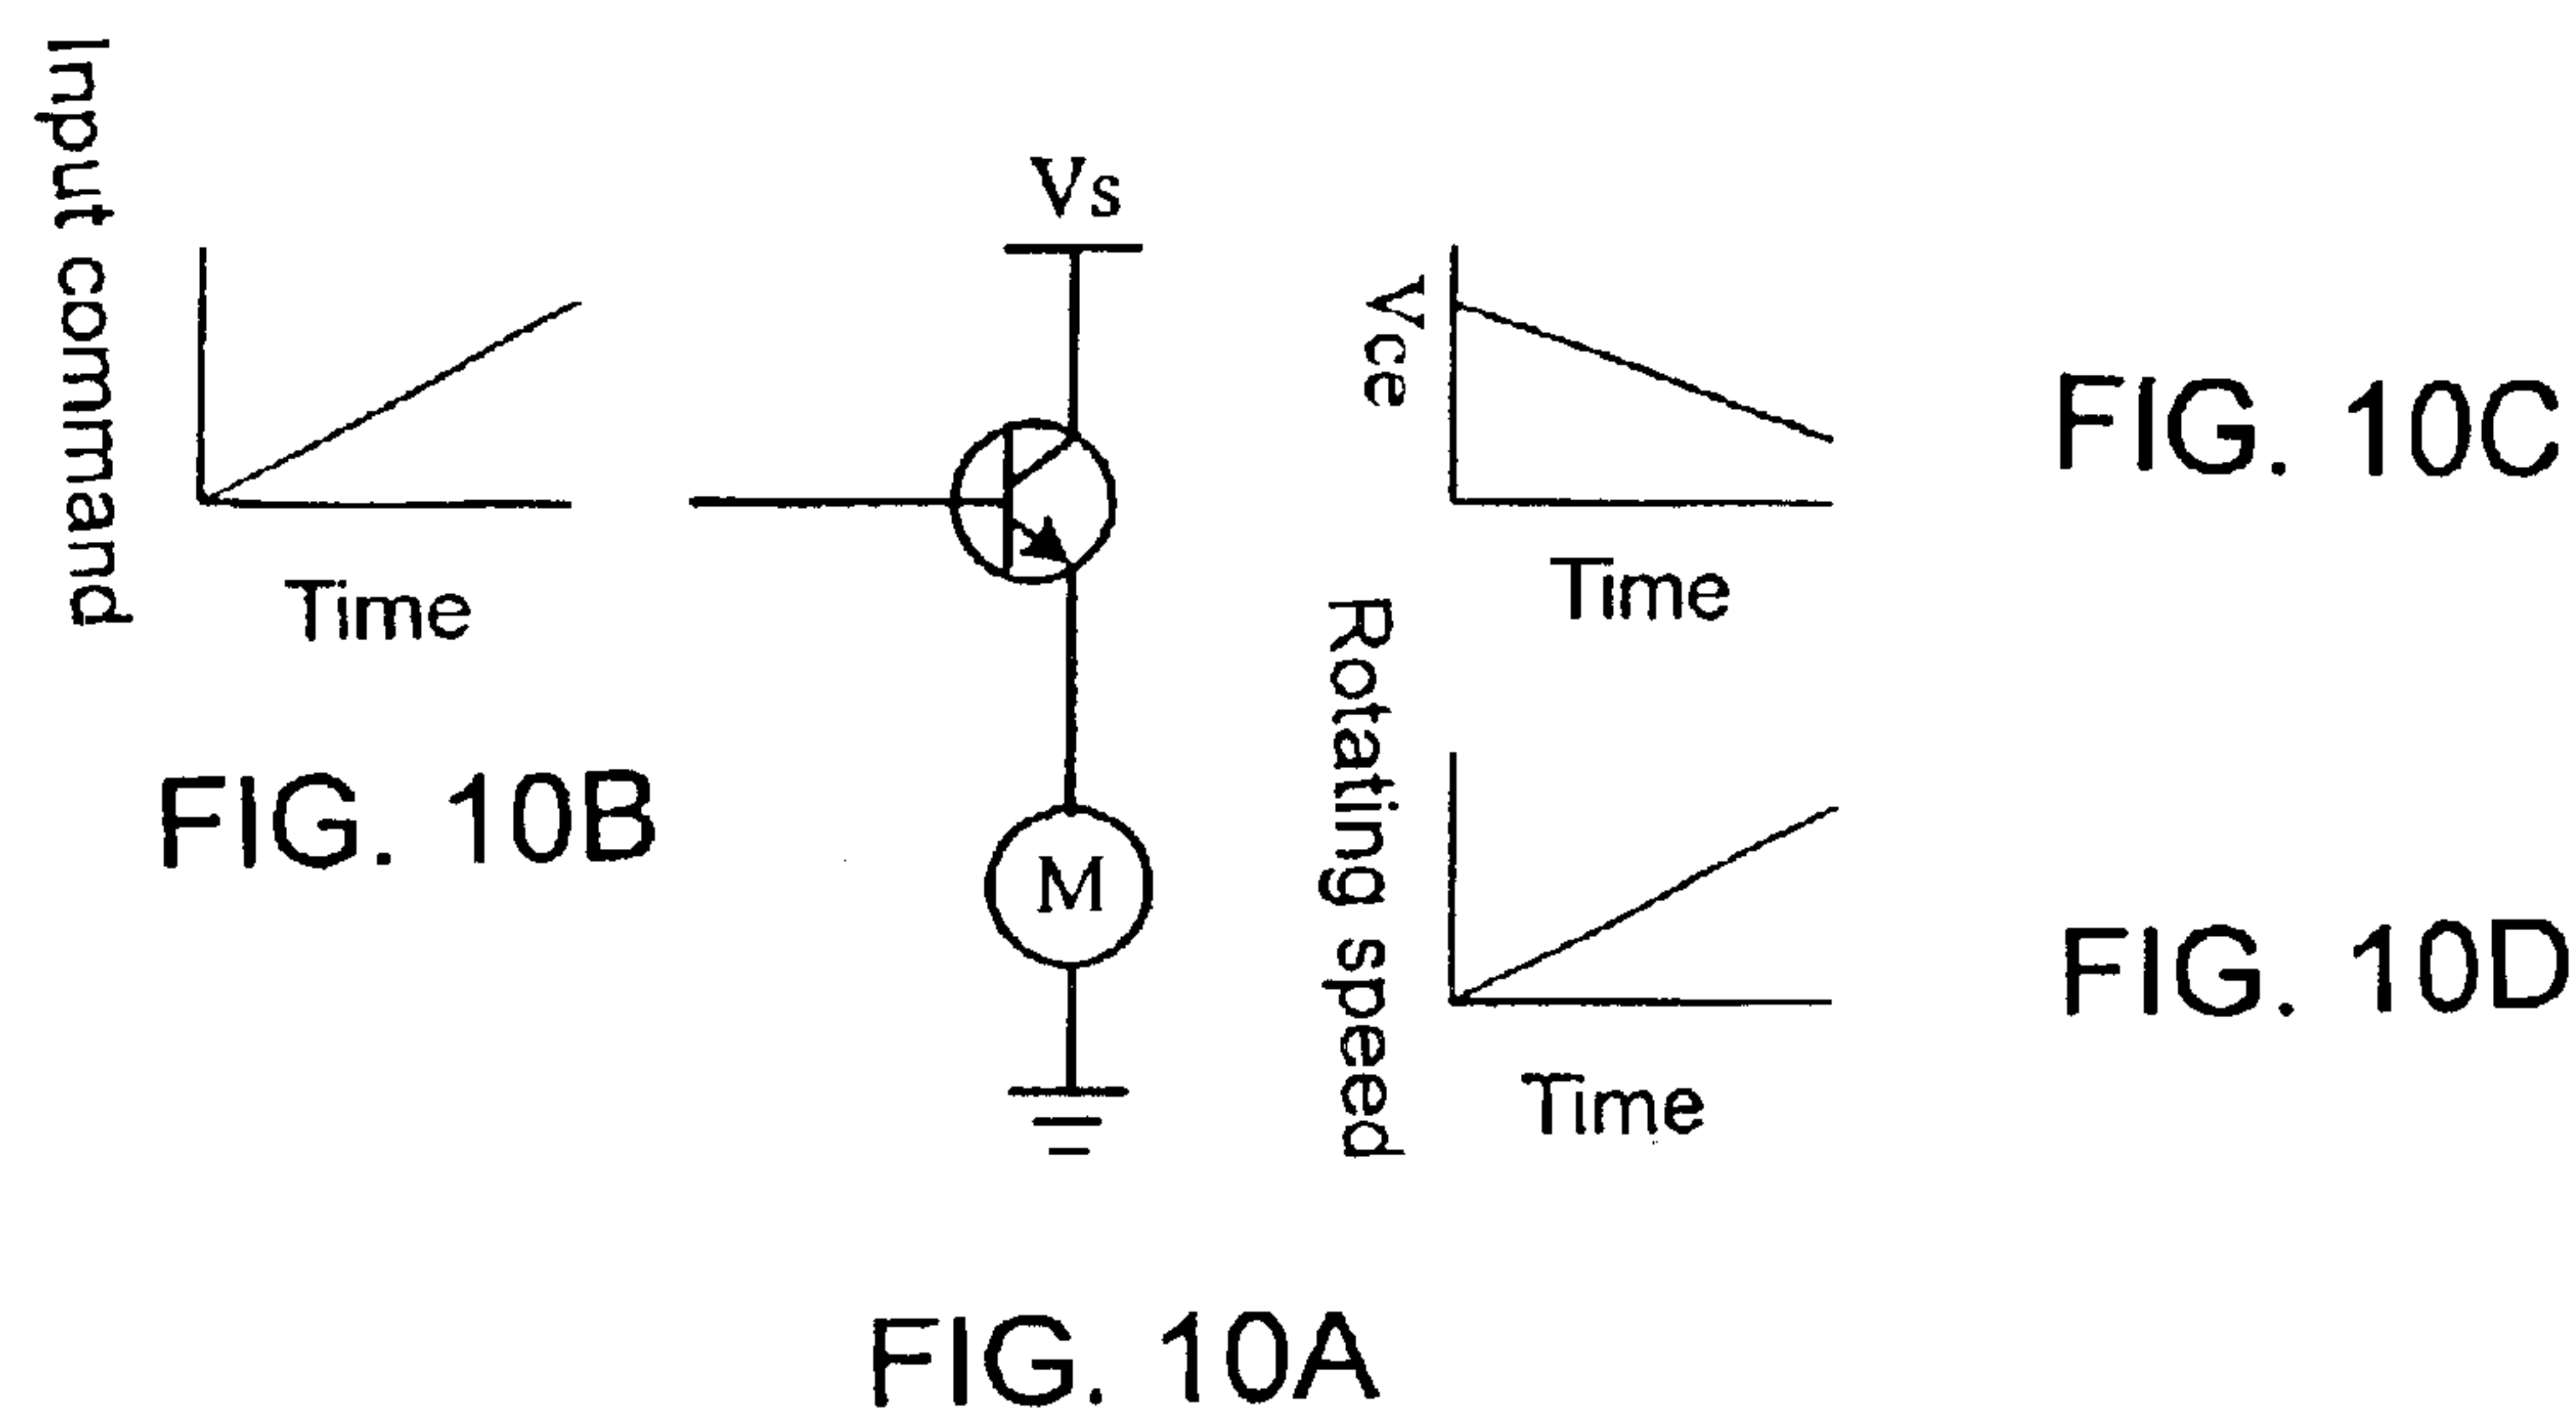 Input command
Time
FIG. 10B
Vs
M
FIG. 10A
Vce
Time
FIG. 10C
Rotating speed
Time
FIG. 10D